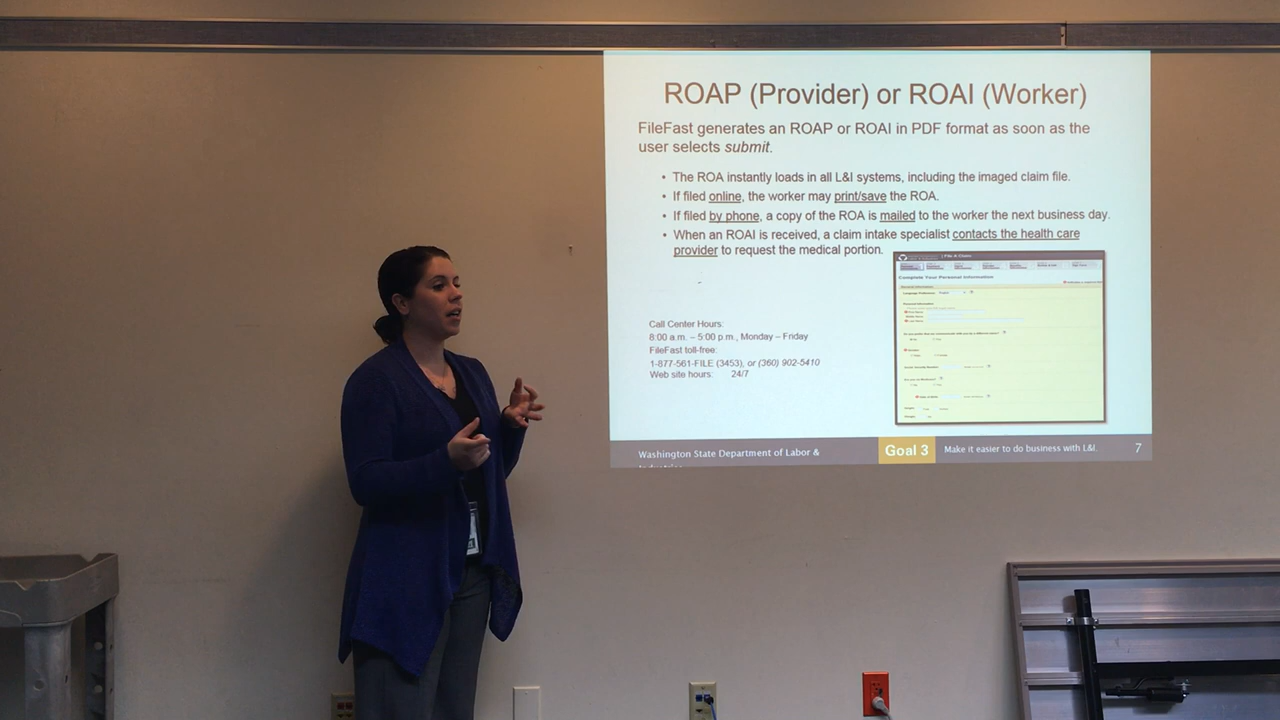 ROAP (Provider) or ROAI (Worker)
FileFast generates an ROAP or ROAI in PDF format as soon as the
user selects submit.
• The ROA instantly loads in all L&I systems, including the imaged claim file.
• If filed online, the worker may print/save the ROA.
• If filed by phone, a copy of the ROA is mailed to the worker the next business day.
• When an ROAI is received, a claim intake specialist contacts the health care
provider to request the medical portion.
File A Claim
Complete Your Personal Information
Call Center Hours:
8:00 a.m. – 5:00 p.m., Monday – Friday
FileFast toll-free:
1-877-561-FILE (3453), or (360) 902-5410
Web site hours: 24/7
Washington State Department of Labor &
Industries
Goal 3
Make it easier to do business with L&I.
7